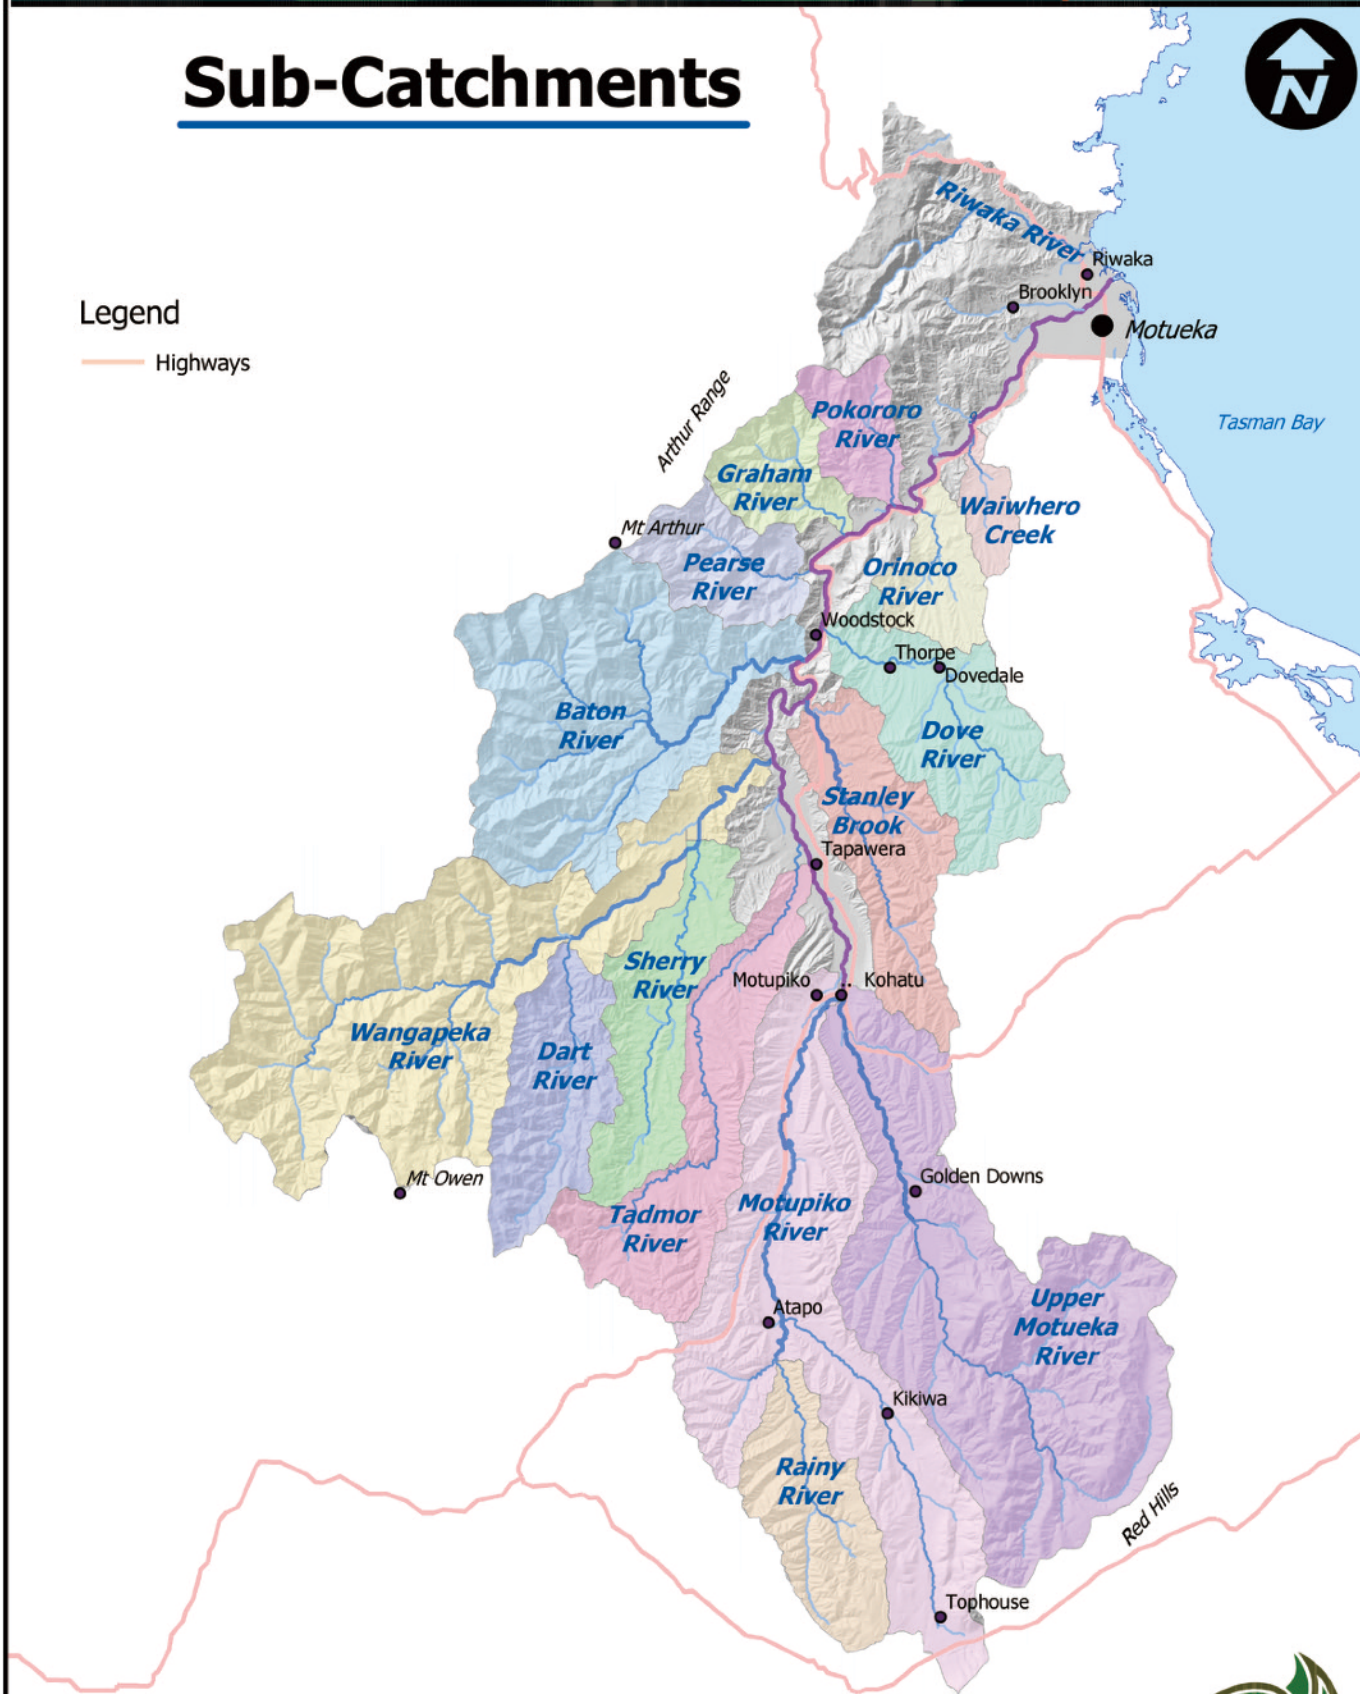 Sub-Catchments
N
Riwaka River
Riwaka
Legend
Brooklyn
Motueka
Highways
Arthur Range
Pokororo
River
Tasman Bay
Graham
River
Waiwhero
Creek
Mt Arthur
Pearse
River
Orinoco
River
Woodstock
Thorpe
Dovedale
Baton
River
Dove
River
Stanley
Brook
Tapawera
Sherry
River
Motupiko
Kohatu
Wangapeka
River
Dart
River
Mt Owen
Golden Downs
Tadmor
River
Motupiko
River
Atapo
Upper
Motueka
River
Kikiwa
Rainy
River
Red Hills
Tophouse